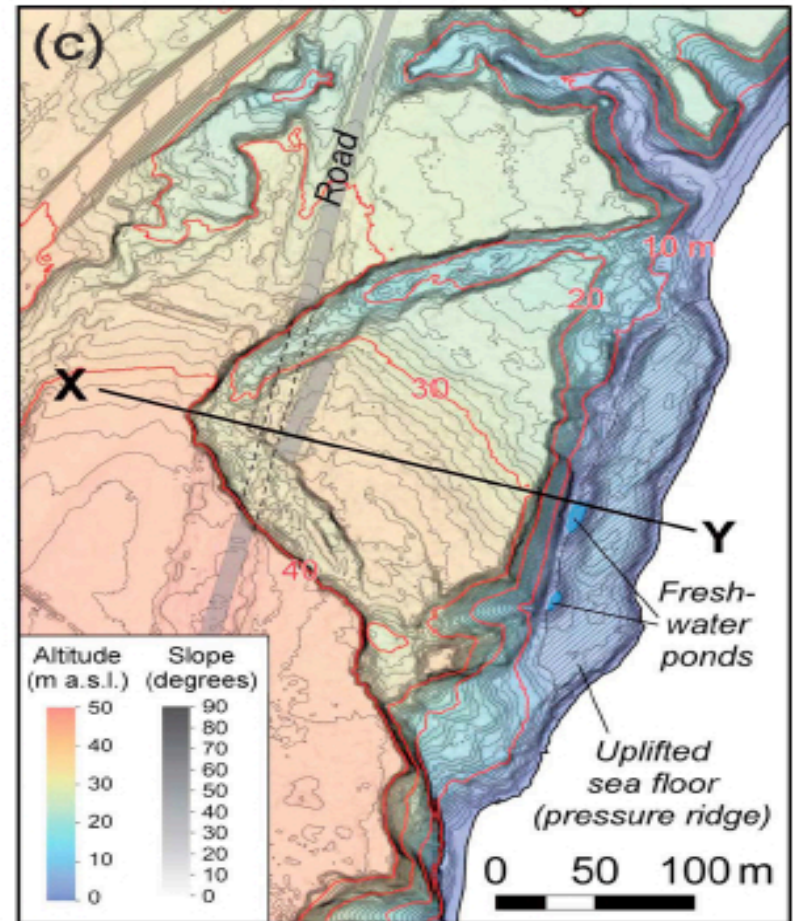 (c)
Road
10 m
20
30
X
Y
40
Fresh-
water
ponds
Uplifted
sea floor
(pressure ridge)
Altitude
(m a.s.l.)
50
40
30
20
10
0
Slope
(degrees)
90
80
70
60
50
40
30
20
10
0
0 50 100 m